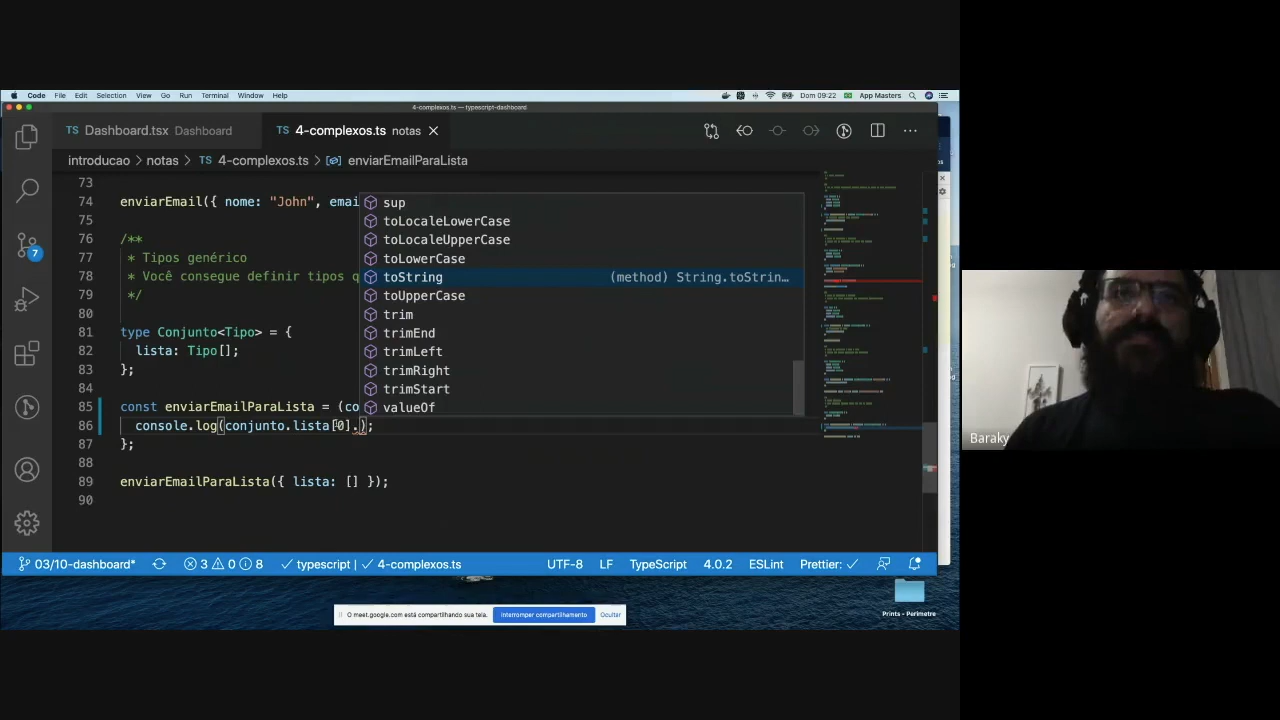 Code File Edit Selection View Go Run Terminal Window Help Dom 09:22 App Masters
4-complexos.ts — typescript-dashboard
TS Dashboard.tsx Dashboard TS 4-complexos.ts notas
introducao > notas > TS 4-complexos.ts > enviarEmailParaLista
73
74 enviarEmail({ nome: "John", emai
75
76 /**
77 * Tipos genérico
78 * Você consegue definir tipos q
79 */
80
81 type Conjunto<Tipo> = {
82 lista: Tipo[];
83 };
84
85 const enviarEmailParaLista = (co
86 console.log(conjunto.lista[0].);
87 };
88
89 enviarEmailParaLista({ lista: [] });
90
sup
toLocaleLowerCase
toLocaleUpperCase
toLowerCase
toString (method) String.toStrin…
toUpperCase
trim
trimEnd
trimLeft
trimRight
trimStart
valueOf
7
03/10-dashboard* 3 0 8 typescript | 4-complexos.ts UTF-8 LF TypeScript 4.0.2 ESLint Prettier:
Prints - Perimetre
O meet.google.com está compartilhando sua tela. Interromper compartilhamento Ocultar
Baraky